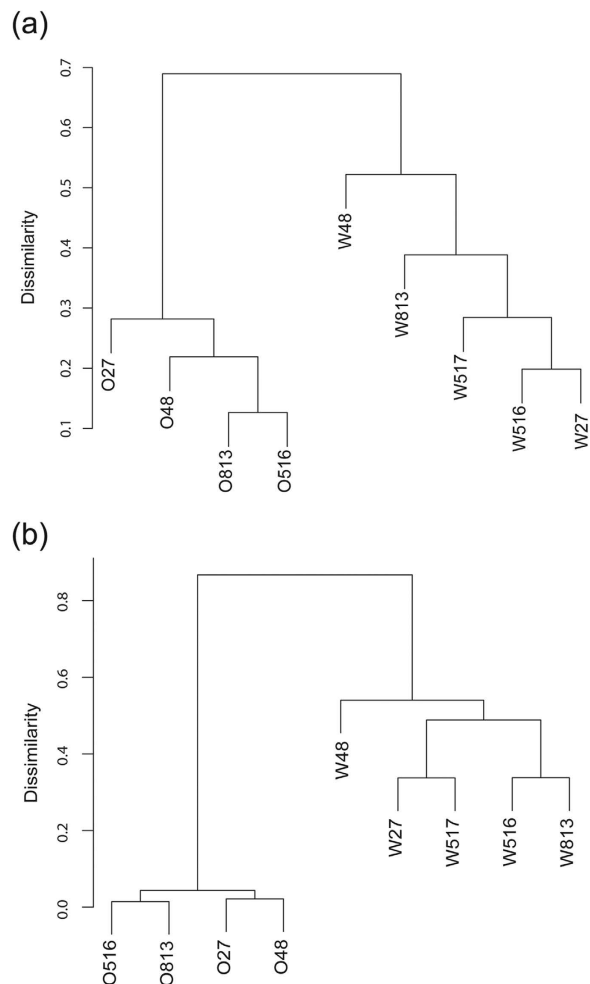 (a)
Dissimilarity
0.7
0.6
0.5
0.4
0.3
0.2
0.1
O27
O48
O813
O516
W48
W813
W517
W516
W27
(b)
Dissimilarity
0.8
0.6
0.4
0.2
0.0
O516
O813
O27
O48
W48
W27
W517
W516
W813